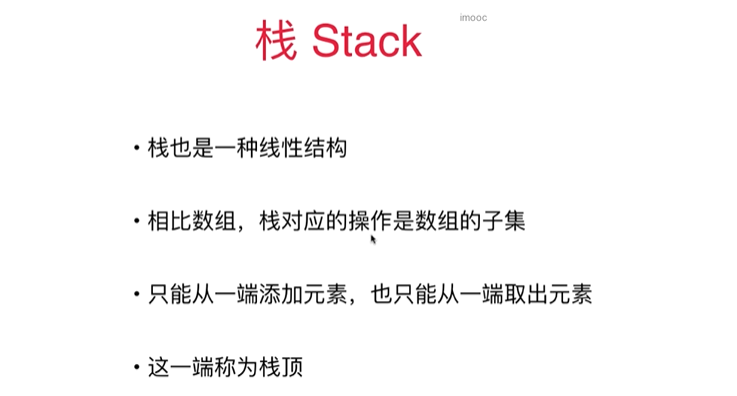 imooc
栈 Stack
• 栈也是一种线性结构
• 相比数组，栈对应的操作是数组的子集
• 只能从一端添加元素，也只能从一端取出元素
• 这一端称为栈顶